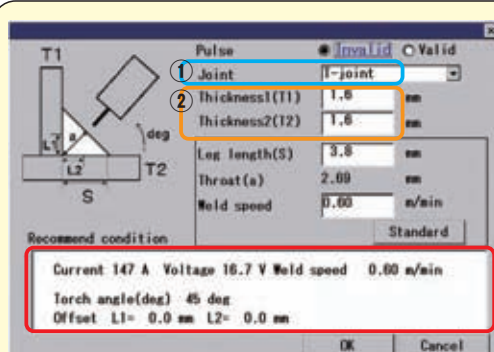 T1
Pulse Invalid Valid
① Joint T-joint
② Thickness1(T1) 1.6 mm
Thickness2(T2) 1.6 mm
deg
L1 a
L2 T2
S
Leg length(S) 3.8 mm
Throat(a) 2.69 mm
Weld speed 0.60 m/min
Standard
Recommend condition
Current 147 A Voltage 16.7 V Weld speed 0.60 m/min
Torch angle(deg) 45 deg
Offset L1= 0.0 mm L2= 0.0 mm
OK Cancel